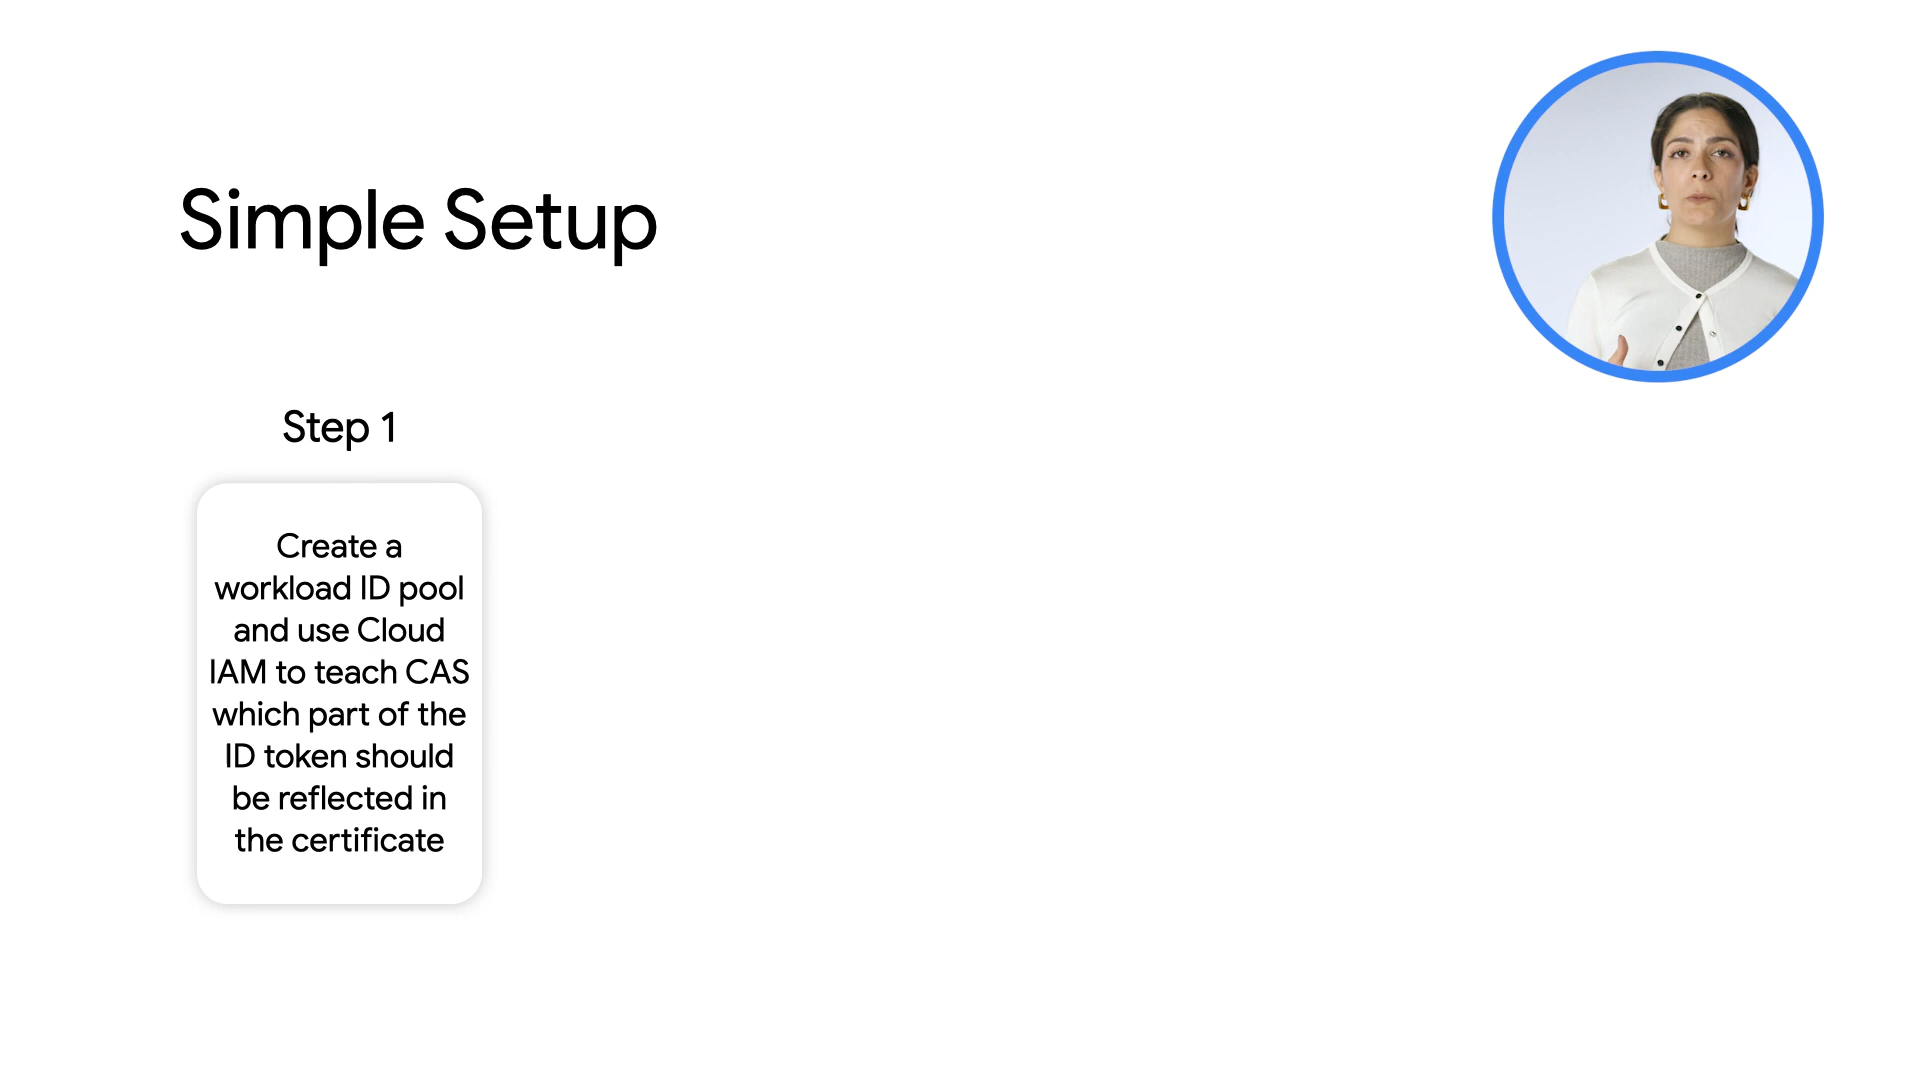 Simple Setup
Step 1
Create a
workload ID pool
and use Cloud
IAM to teach CAS
which part of the
ID token should
be reflected in
the certificate